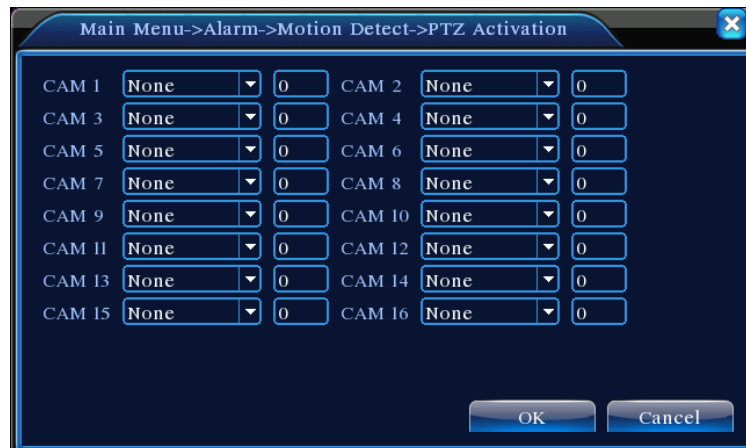 Main Menu->Alarm->Motion Detect->PTZ Activation
CAM 1 None 0 CAM 2 None 0
CAM 3 None 0 CAM 4 None 0
CAM 5 None 0 CAM 6 None 0
CAM 7 None 0 CAM 8 None 0
CAM 9 None 0 CAM 10 None 0
CAM 11 None 0 CAM 12 None 0
CAM 13 None 0 CAM 14 None 0
CAM 15 None 0 CAM 16 None 0
OK Cancel